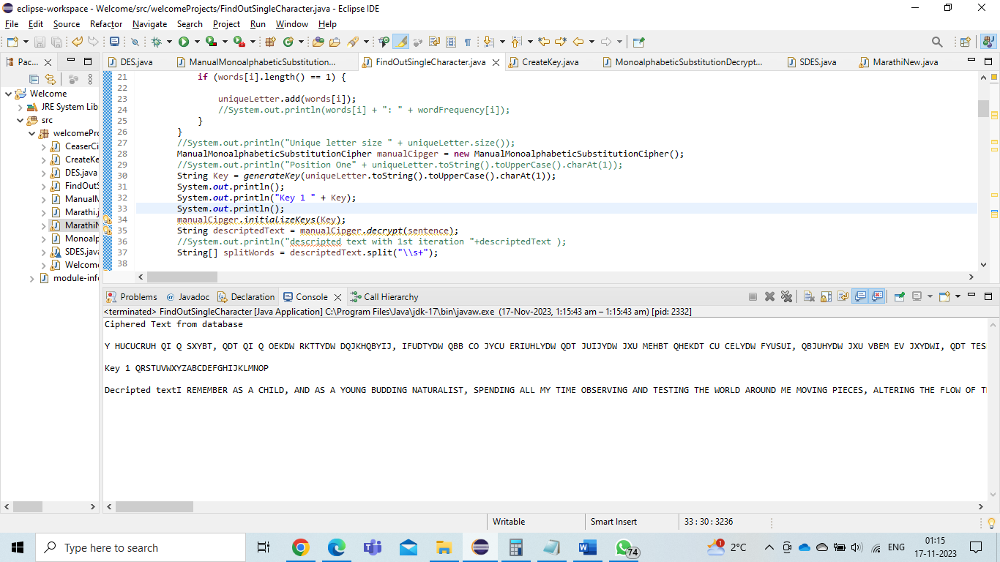 eclipse-workspace - Welcome/src/welcomeProjects/FindOutSingleCharacter.java - Eclipse IDE
File Edit Source Refactor Navigate Search Project Run Window Help
Pac...
DES.java ManualMonoalphabeticSubstitution... FindOutSingleCharacter.java CreateKey.java MonoalphabeticSubstitutionDecrypt... SDES.java MarathiNew.java
Welcome
JRE System Lib
src
welcomePro
CeaserCi
CreateKe
DES.java
FindOutS
ManualM
Marathi.j
MarathiN
Monoalp
SDES.java
Welcome
module-info
21 if (words[i].length() == 1) {
22
23 uniqueLetter.add(words[i]);
24 //System.out.println(words[i] + ": " + wordFrequency[i]);
25 }
26 }
27 //System.out.println("Unique letter size " + uniqueLetter.size());
28 ManualMonoalphabeticSubstitutionCipher manualCipger = new ManualMonoalphabeticSubstitutionCipher();
29 //System.out.println("Position One" + uniqueLetter.toString().toUpperCase().charAt(1));
30 String Key = generateKey(uniqueLetter.toString().toUpperCase().charAt(1));
31 System.out.println();
32 System.out.println("Key 1 " + Key);
33 System.out.println();
34 manualCipger.initializeKeys(Key);
35 String descriptedText = manualCipger.decrypt(sentence);
36 //System.out.println("descripted text with 1st iteration "+descriptedText );
37 String[] splitWords = descriptedText.split("\\s+");
38
Problems @ Javadoc Declaration Console Call Hierarchy
<terminated> FindOutSingleCharacter [Java Application] C:\Program Files\Java\jdk-17\bin\javaw.exe (17-Nov-2023, 1:15:43 am – 1:15:43 am) [pid: 2332]
Ciphered Text from database
Y HUCUCRUH QI Q SXYBT, QDT QI Q OEKDW RKTTYDW DQJKHQBYIJ, IFUDTYDW QBB CO JYCU ERIUHLYDW QDT JUIJYDW JXU MEHBT QHEKDT CU CELYDW FYUSUI, QBJUHYDW JXU VBEM EV JXYDWI, QDT TES
Key 1 QRSTUVWXYZABCDEFGHIJKLMNOP
Decripted textI REMEMBER AS A CHILD, AND AS A YOUNG BUDDING NATURALIST, SPENDING ALL MY TIME OBSERVING AND TESTING THE WORLD AROUND ME MOVING PIECES, ALTERING THE FLOW OF T
Writable Smart Insert 33 : 30 : 3236
Type here to search
74
1
2°C
ENG
01:15
17-11-2023